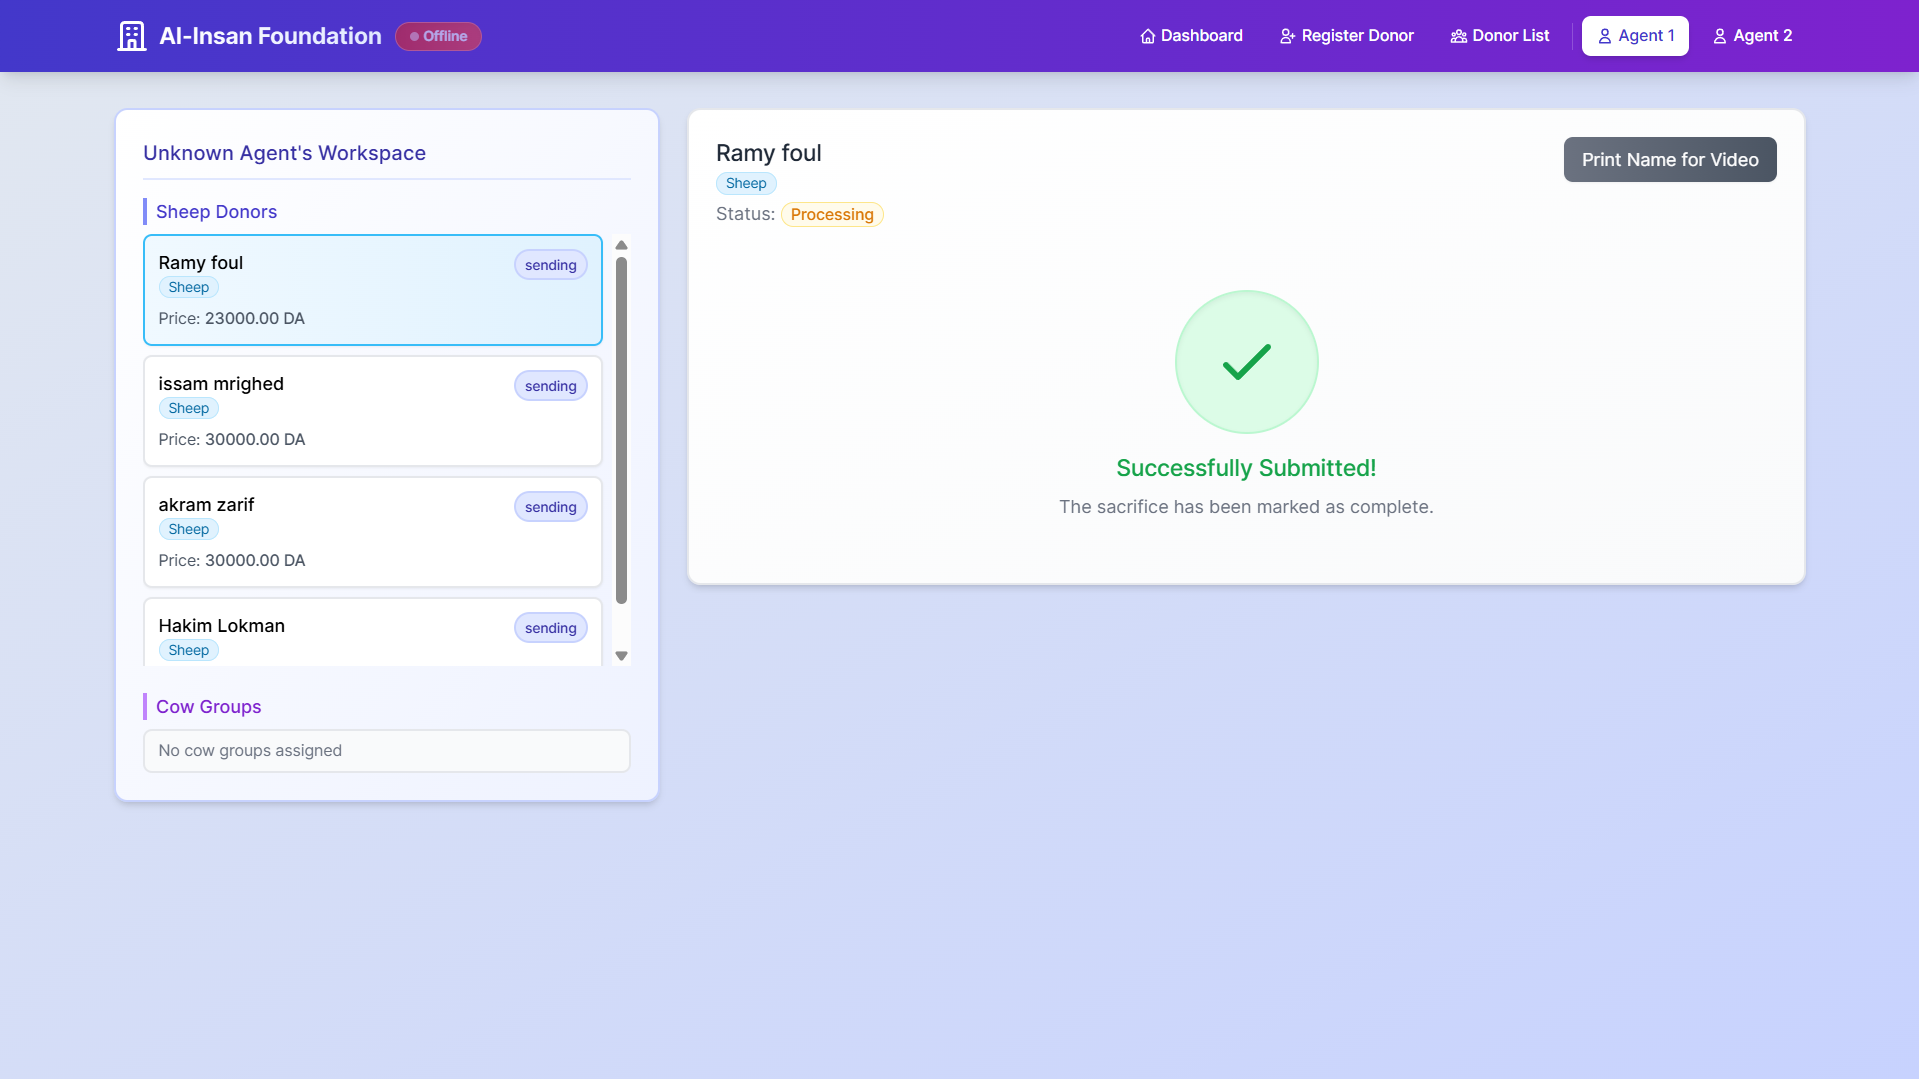 Al-Insan Foundation
Offline
Dashboard
Register Donor
Donor List
Agent 1
Agent 2
Unknown Agent's Workspace
Sheep Donors
Ramy foul
sending
Sheep
Price: 23000.00 DA
issam mrighed
sending
Sheep
Price: 30000.00 DA
akram zarif
sending
Sheep
Price: 30000.00 DA
Hakim Lokman
sending
Sheep
Cow Groups
No cow groups assigned
Ramy foul
Sheep
Status: Processing
Print Name for Video
Successfully Submitted!
The sacrifice has been marked as complete.